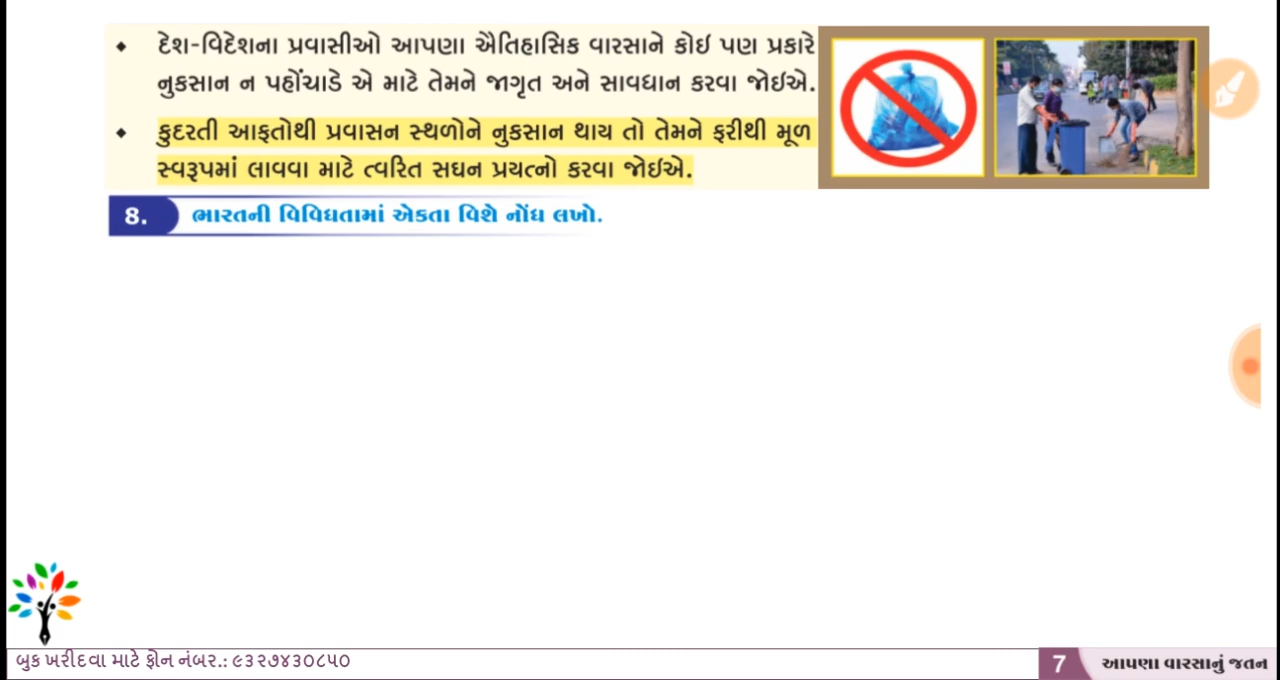 ◆ દેશ-વિદેશના પ્રવાસીઓ આપણા ઐતિહાસિક વારસાને કોઇ પણ પ્રકારે
નુકસાન ન પહોંચાડે એ માટે તેમને જાગૃત અને સાવધાન કરવા જોઇએ.
◆ કુદરતી આફતોથી પ્રવાસન સ્થળોને નુકસાન થાય તો તેમને ફરીથી મૂળ
સ્વરૂપમાં લાવવા માટે ત્વરિત સઘન પ્રયત્નો કરવા જોઈએ.
8. ભારતની વિવિધતામાં એકતા વિશે નોંધ લખો.
બુક ખરીદવા માટે ફોન નંબર.: ૯૩૨૭૪૩૦૮૫૦
7 આપણા વારસાનું જતન